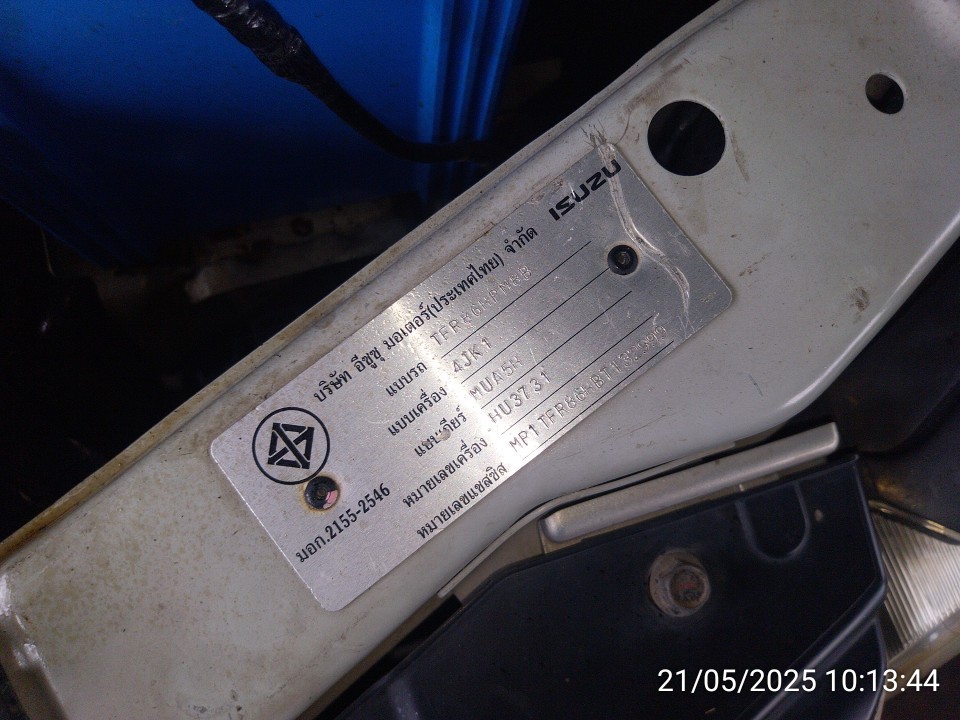 ISUZU
บริษัท อีซูซุ มอเตอร์(ประเทศไทย) จำกัด
แบบรถ
แบบเครื่อง 4JK1
แบบเกียร์ MUA5H
หมายเลขเครื่อง HU3731
หมายเลขแชสซิส
มอก.2155-2546
21/05/2025 10:13:44